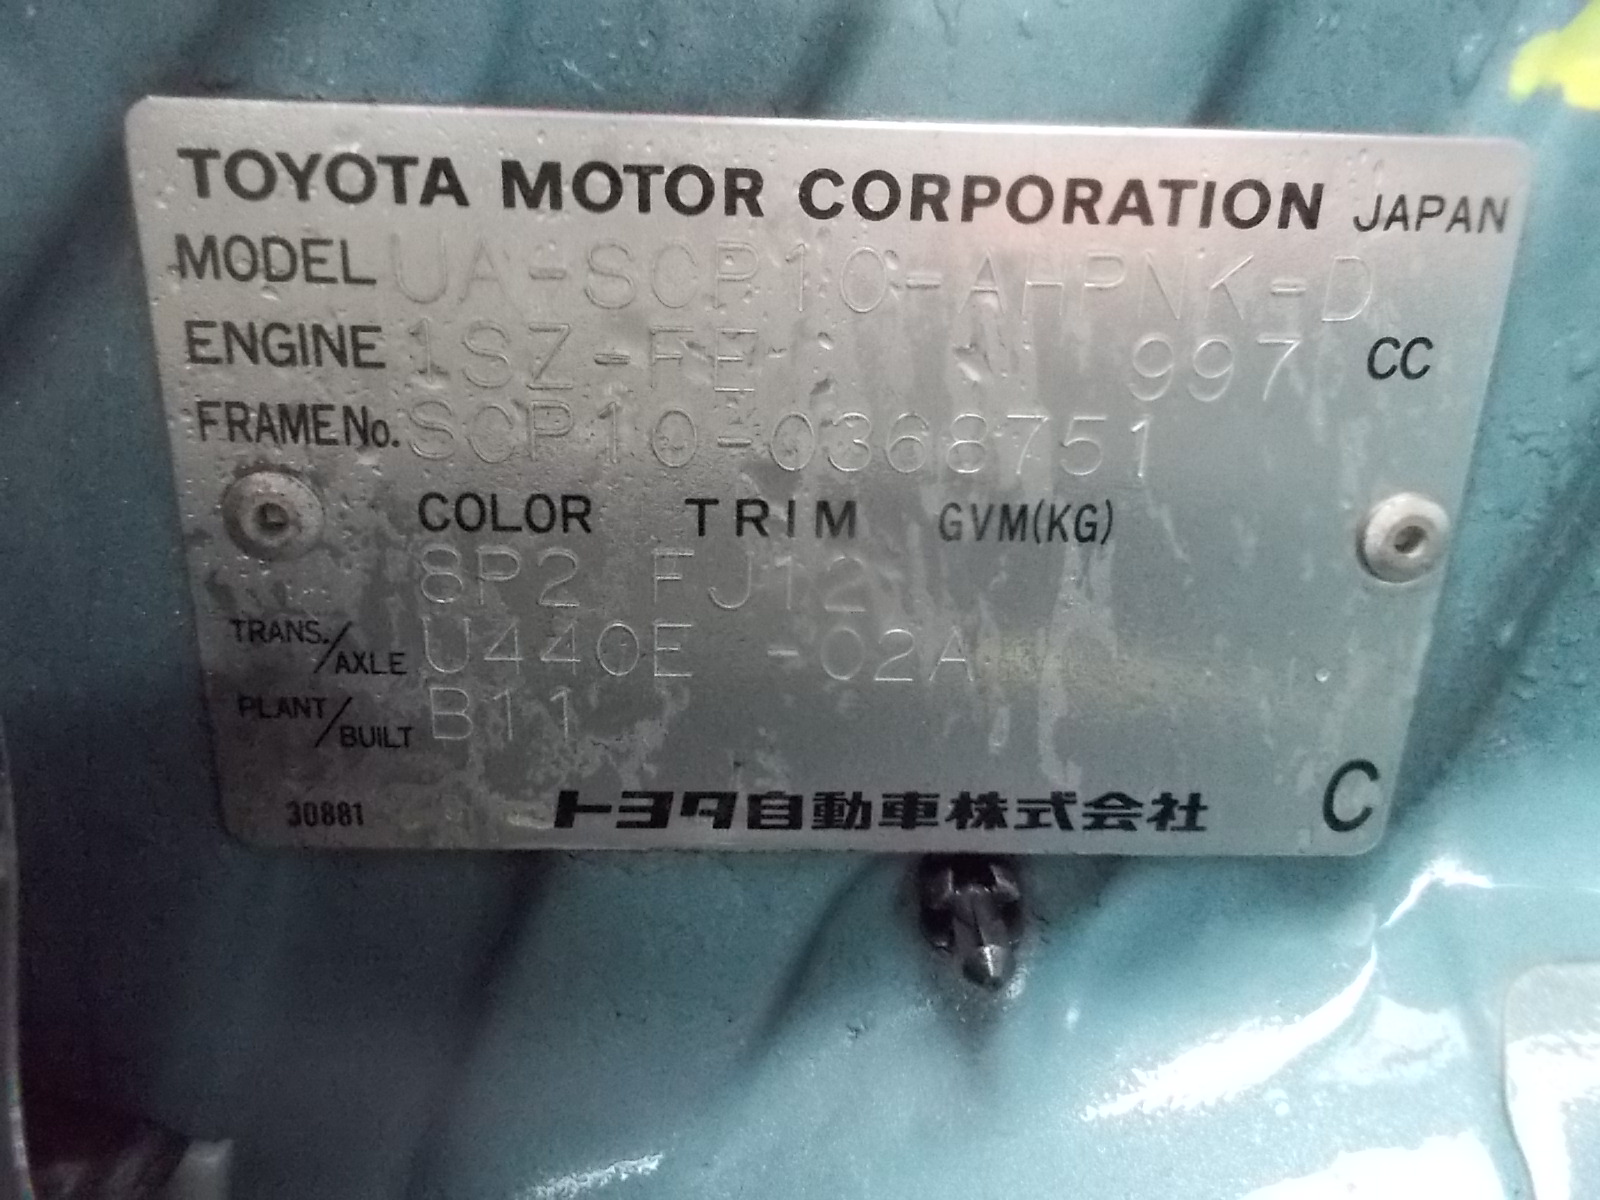 TOYOTA MOTOR CORPORATION JAPAN
MODEL UA-SCP10-AHPNK-D
ENGINE 1SZ-FE 997 CC
FRAME No. SCP10-0368751
COLOR TRIM GVM(KG)
8P2 FJ12
TRANS./AXLE U440E -02A
PLANT/BUILT B11
30881 トヨタ自動車株式会社 C